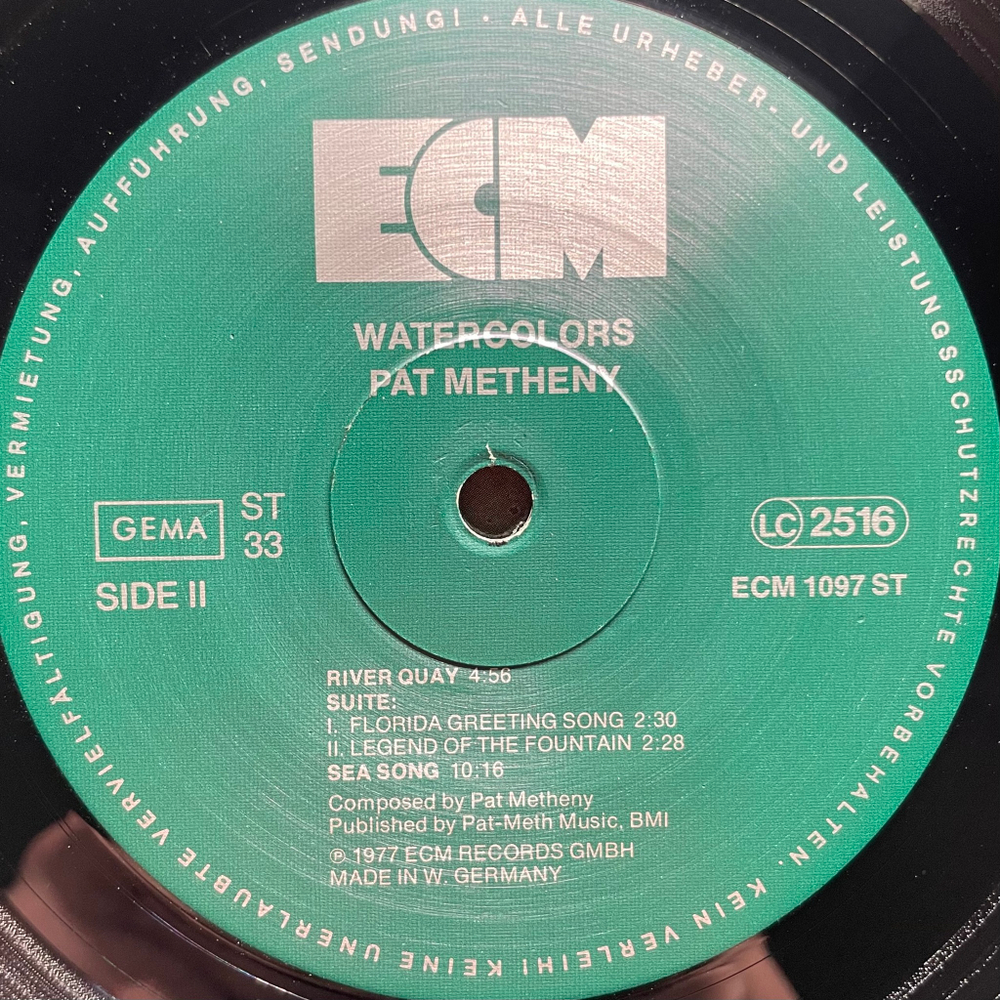 ALLE URHEBER- UND LEISTUNGSSCHUTZRECHTE VORBEHALTEN. KEIN VERLEIH! KEINE UNERLAUBTE VERVIELFÄLTIGUNG, VERMIETUNG, AUFFÜHRUNG, SENDUNG! ·
ECM
WATERCOLORS
PAT METHENY
GEMA
ST
33
SIDE II
LC 2516
ECM 1097 ST
RIVER QUAY 4:56
SUITE:
I. FLORIDA GREETING SONG 2:30
II. LEGEND OF THE FOUNTAIN 2:28
SEA SONG 10:16
Composed by Pat Metheny
Published by Pat-Meth Music, BMI
℗ 1977 ECM RECORDS GMBH
MADE IN W. GERMANY